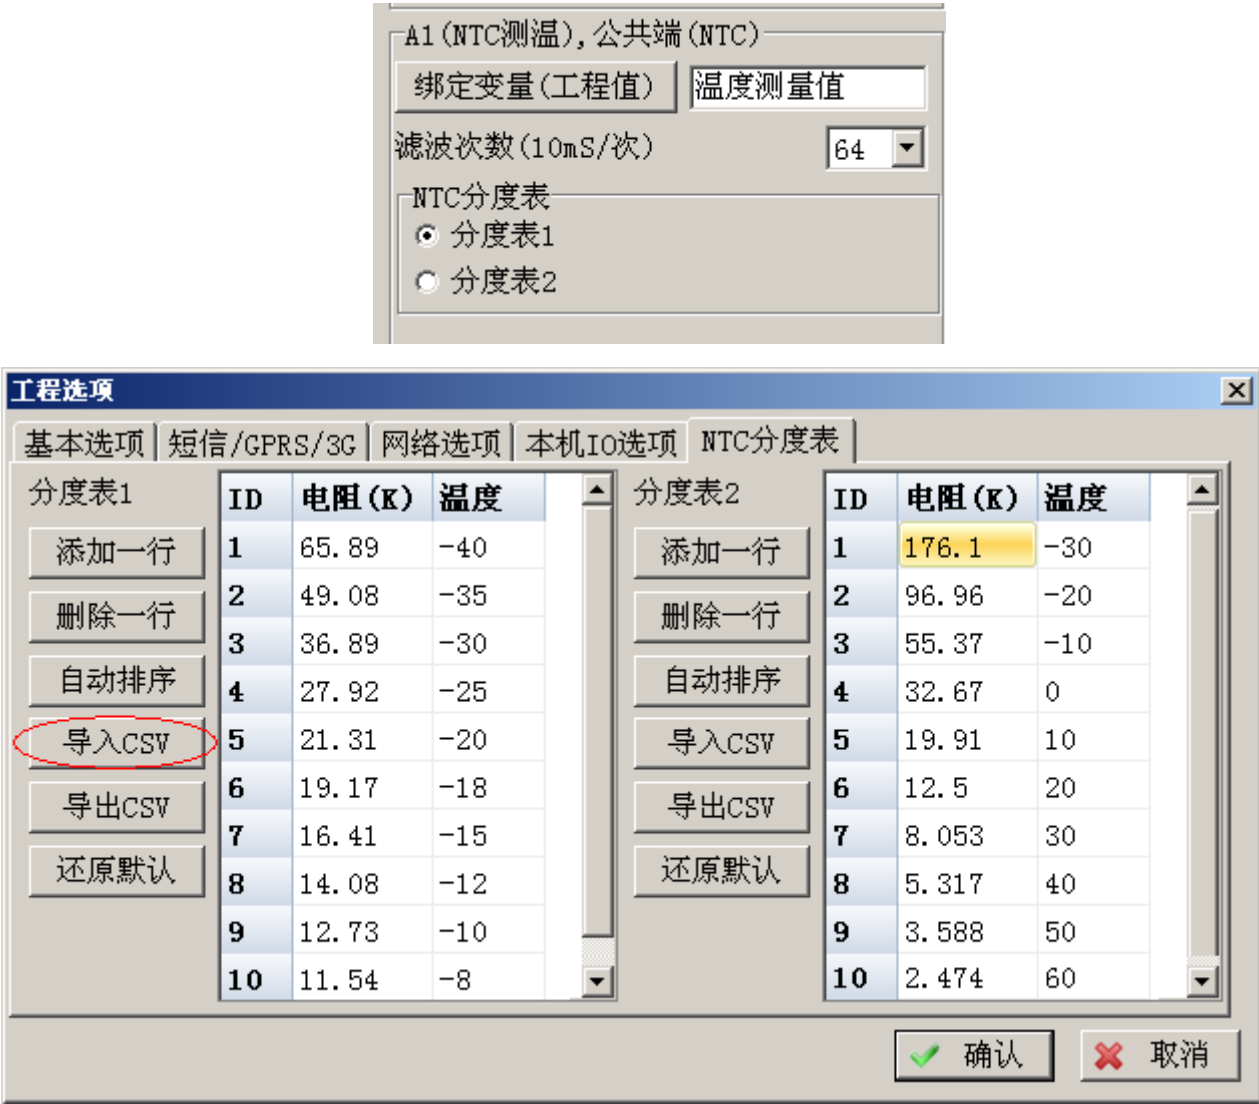 A1(NTC测温),公共端(NTC)
绑定变量(工程值) 温度测量值
滤波次数(10mS/次) 64
NTC分度表
分度表1
分度表2
工程选项
基本选项 短信/GPRS/3G 网络选项 本机IO选项 NTC分度表
分度表1
添加一行
删除一行
自动排序
导入CSV
导出CSV
还原默认
ID 电阻(K) 温度
1 65.89 -40
2 49.08 -35
3 36.89 -30
4 27.92 -25
5 21.31 -20
6 19.17 -18
7 16.41 -15
8 14.08 -12
9 12.73 -10
10 11.54 -8
分度表2
添加一行
删除一行
自动排序
导入CSV
导出CSV
还原默认
ID 电阻(K) 温度
1 176.1 -30
2 96.96 -20
3 55.37 -10
4 32.67 0
5 19.91 10
6 12.5 20
7 8.053 30
8 5.317 40
9 3.588 50
10 2.474 60
确认 取消